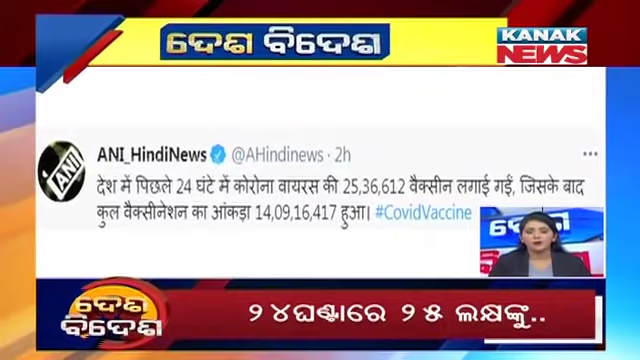 ଦେଶ ବିଦେଶ
KANAK
NEWS
ANI
ANI_HindiNews @AHindinews · 2h
देश में पिछले 24 घंटे में कोरोना वायरस की 25,36,612 वैक्सीन लगाई गईं, जिसके बाद
कुल वैक्सीनेशन का आंकड़ा 14,09,16,417 हुआ। #CovidVaccine
ଦେଶ
ବିଦେଶ
୨୪ଘଣ୍ଟାରେ ୨୫ ଲକ୍ଷଙ୍କୁ..